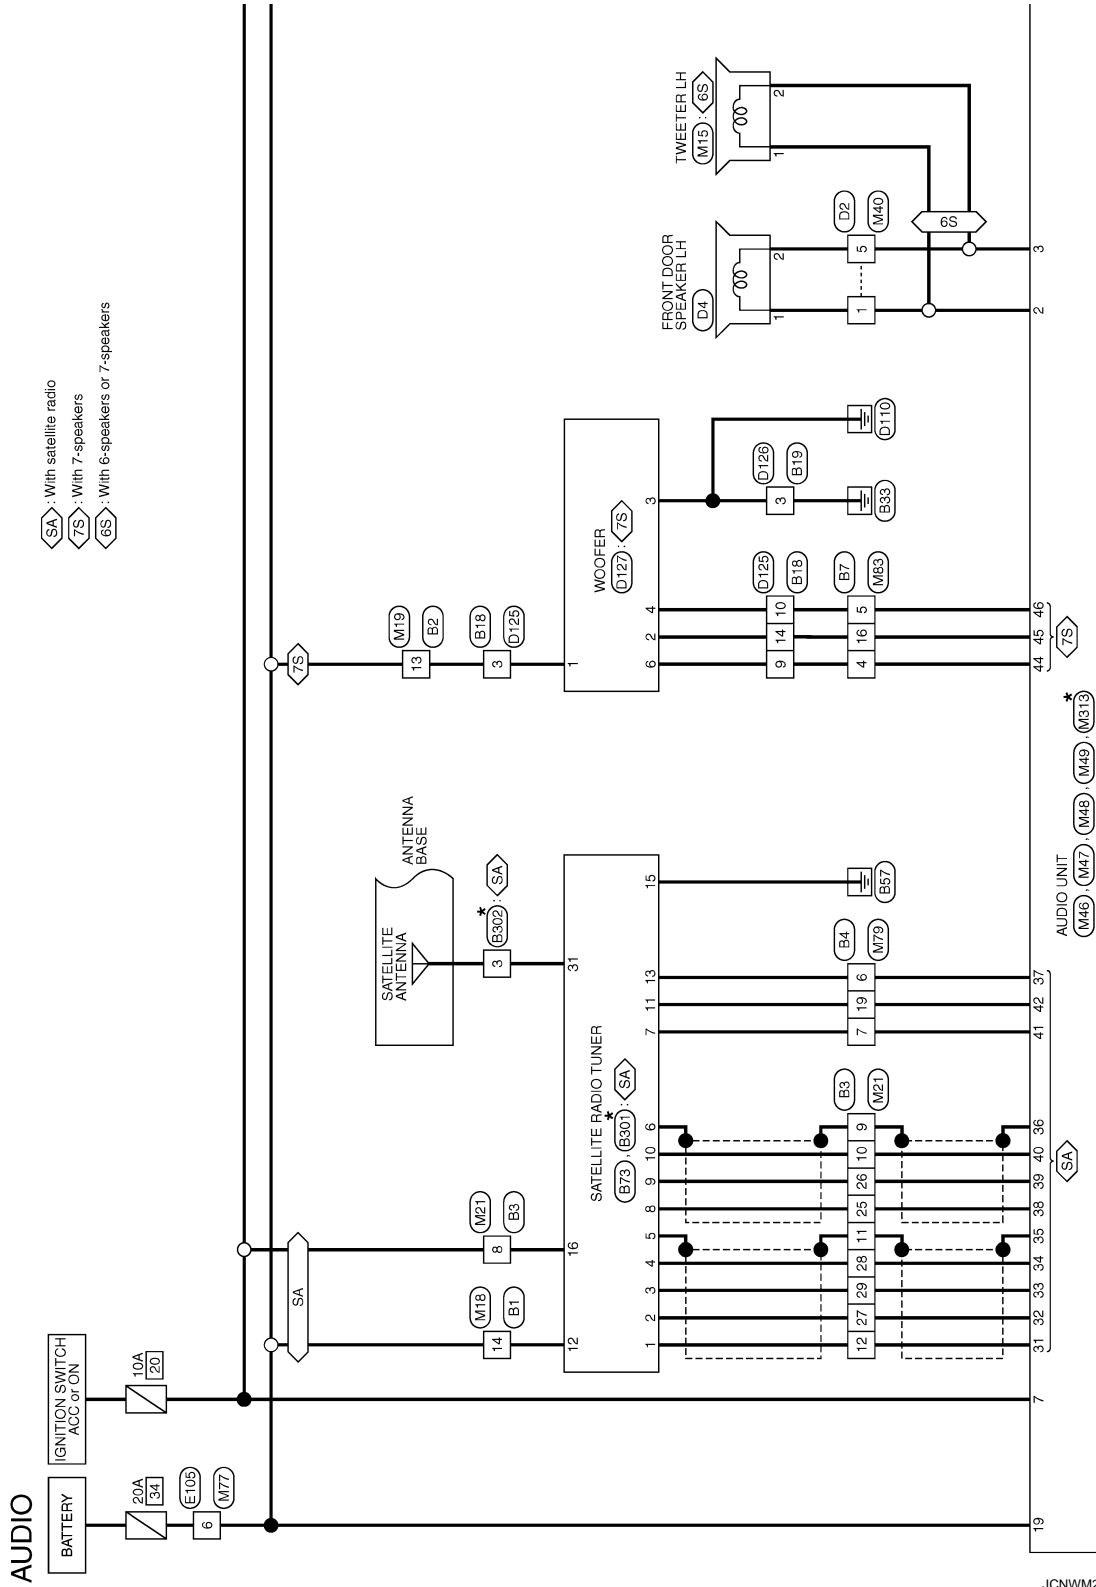 AUDIO
SA : With satellite radio
7S : With 7-speakers
6S : With 6-speakers or 7-speakers
BATTERY
IGNITION SWITCH
ACC or ON
20A
34
10A
20
E105
6
M77
SA
7S
M18
14
B1
M21
8
B3
SATELLITE
ANTENNA
ANTENNA
BASE
3
B302 * : SA
M19
13
B2
B18
3
D125
12
16
31
SATELLITE RADIO TUNER
B73 , B301 * : SA
1 2 3 4 5 8 9 10 6 7 11 13 15
1
WOOFER
D127 : 7S
6 2 4 3
FRONT DOOR
SPEAKER LH
D4
1 2
TWEETER LH
M15 : 6S
1 2
D125
9 14 10
B18
D126
3
B19
B3
12 27 29 28 11 25 26 10 9
M21
B4
7 19 6
M79
B57
B7
4 16 5
M83
B33
D110
D2
1 5
M40
6S
19 7 31 32 33 34 35 38 39 40 36 41 42 37 44 45 46 2 3
SA
7S
AUDIO UNIT
M46 , M47 , M48 , M49 , M313 *